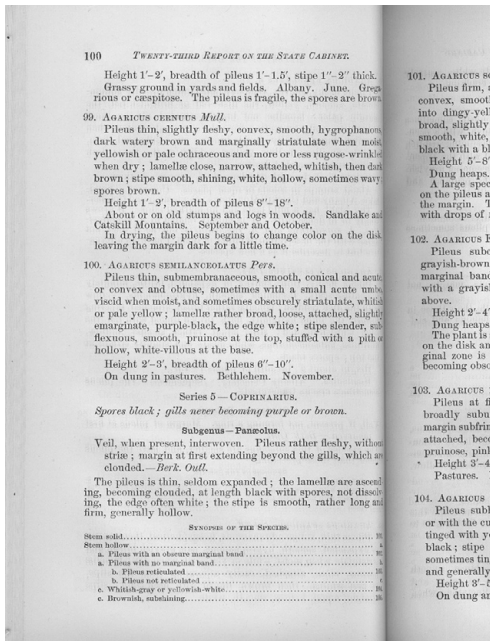 100 TWENTY-THIRD REPORT ON THE STATE CABINET.
Height 1′–2′, breadth of pileus 1′–1.5′, stipe 1″–2″ thick.
Grassy ground in yards and fields. Albany. June. Grega
rious or cæspitose. The pileus is fragile, the spores are brown
99. AGARICUS CERNUUS Mull.
Pileus thin, slightly fleshy, convex, smooth, hygrophanous
dark watery brown and marginally striatulate when moist
yellowish or pale ochraceous and more or less rugose-wrinkled
when dry ; lamellæ close, narrow, attached, whitish, then dark
brown ; stipe smooth, shining, white, hollow, sometimes wavy
spores brown.
Height 1′–2′, breadth of pileus 8″–18″.
About or on old stumps and logs in woods. Sandlake and
Catskill Mountains. September and October.
In drying, the pileus begins to change color on the disk
leaving the margin dark for a little time.
100. AGARICUS SEMILANCEOLATUS Pers.
Pileus thin, submembranaceous, smooth, conical and acute
or convex and obtuse, sometimes with a small acute umbo,
viscid when moist, and sometimes obscurely striatulate, whitish
or pale yellow ; lamellæ rather broad, loose, attached, slightly
emarginate, purple-black, the edge white ; stipe slender, sub
flexuous, smooth, pruinose at the top, stuffed with a pith or
hollow, white-villous at the base.
Height 2′–3′, breadth of pileus 6″–10″.
On dung in pastures. Bethlehem. November.
Series 5 — COPRINARIUS.
Spores black ; gills never becoming purple or brown.
Subgenus — Panæolus.
Veil, when present, interwoven. Pileus rather fleshy, without
striæ ; margin at first extending beyond the gills, which are
clouded.—Berk. Outl.
The pileus is thin, seldom expanded ; the lamellæ are ascend
ing, becoming clouded, at length black with spores, not dissolv
ing, the edge often white ; the stipe is smooth, rather long and
firm, generally hollow.
SYNOPSIS OF THE SPECIES.
Stem solid
Stem hollow
a. Pileus with an obscure marginal band
a. Pileus with no marginal band
b. Pileus reticulated
b. Pileus not reticulated
c. Whitish-gray or yellowish-white
c. Brownish, subshining
101. AGARICUS
Pileus firm,
convex, smooth
into dingy-yel
broad, slightly
smooth, white,
black with a bl
Height 5′–8′
Dung heaps.
A large spec
on the pileus a
the margin.
with drops of
102. AGARICUS
Pileus subc
grayish-brown
marginal band
with a grayis
above.
Height 2′–4′
Dung heaps
The plant is
on the disk an
ginal zone is
becoming obsc
103. AGARICUS
Pileus at fi
broadly subu
margin subfrin
attached, beco
pruinose, pink
Height 3′–4
Pastures.
104. AGARICUS
Pileus subl
or with the cu
tinged with y
black ; stipe
sometimes tin
and generally
Height 3′–5
On dung an